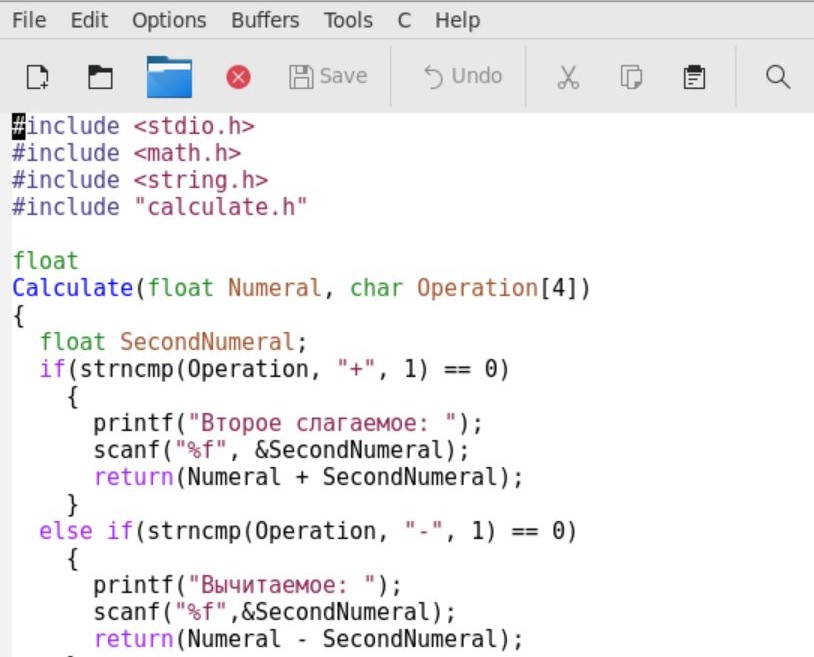 File Edit Options Buffers Tools C Help
Save Undo
#include <stdio.h>
#include <math.h>
#include <string.h>
#include "calculate.h"
float
Calculate(float Numeral, char Operation[4])
{
  float SecondNumeral;
  if(strncmp(Operation, "+", 1) == 0)
    {
      printf("Второе слагаемое: ");
      scanf("%f", &SecondNumeral);
      return(Numeral + SecondNumeral);
    }
  else if(strncmp(Operation, "-", 1) == 0)
    {
      printf("Вычитаемое: ");
      scanf("%f",&SecondNumeral);
      return(Numeral - SecondNumeral);